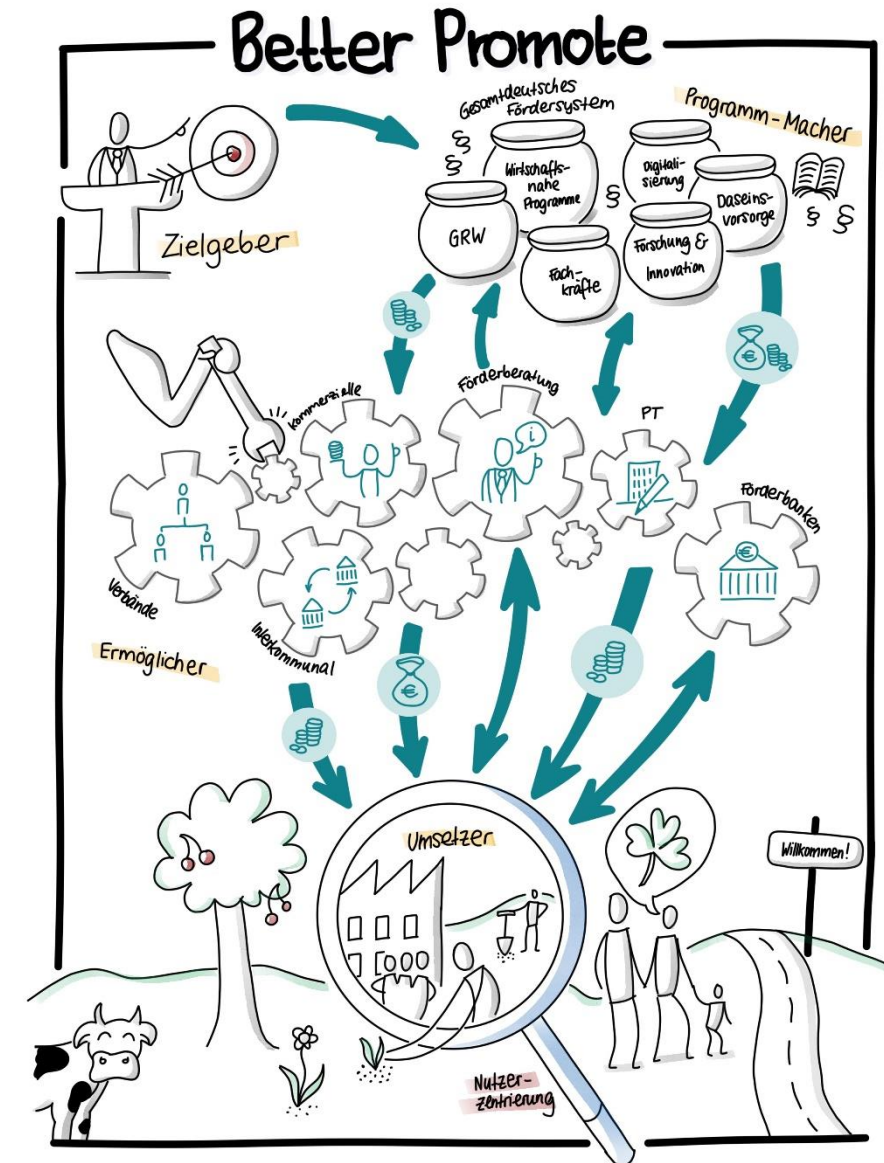 Better Promote
Gesamtdeutsches
Fördersystem
Programm-Macher
§
§
Wirtschafts-
nahe
Programme
§
Digitali-
sierung
Daseins-
vorsorge
§ §
GRW
Fach-
kräfte
Forschung &
Innovation
Zielgeber
€
Kommerzielle
Förderberatung
i
PT
Förderbanken
€
Verbände
Interkommunal
Ermöglicher
€
Umsetzer
Willkommen!
Nutzer-
zentrierung